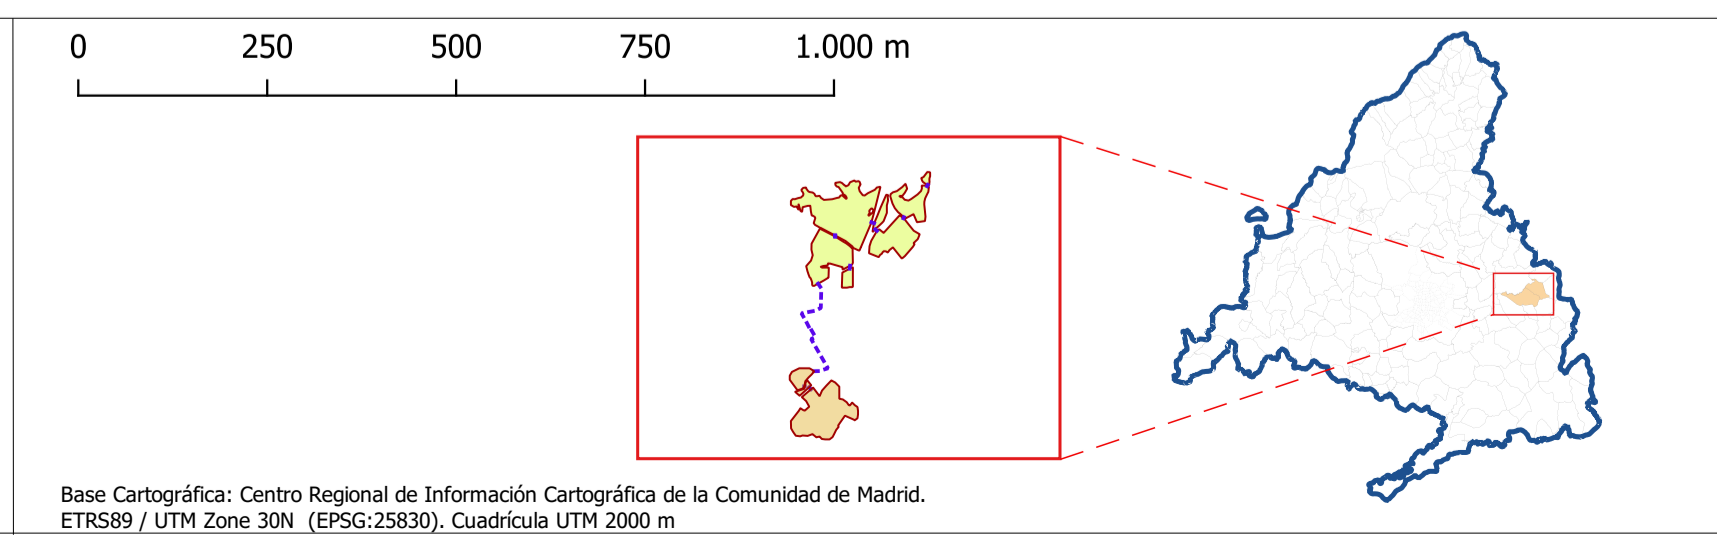 0 250 500 750 1.000 m
Base Cartográfica: Centro Regional de Información Cartográfica de la Comunidad de Madrid.
ETRS89 / UTM Zone 30N (EPSG:25830). Cuadrícula UTM 2000 m